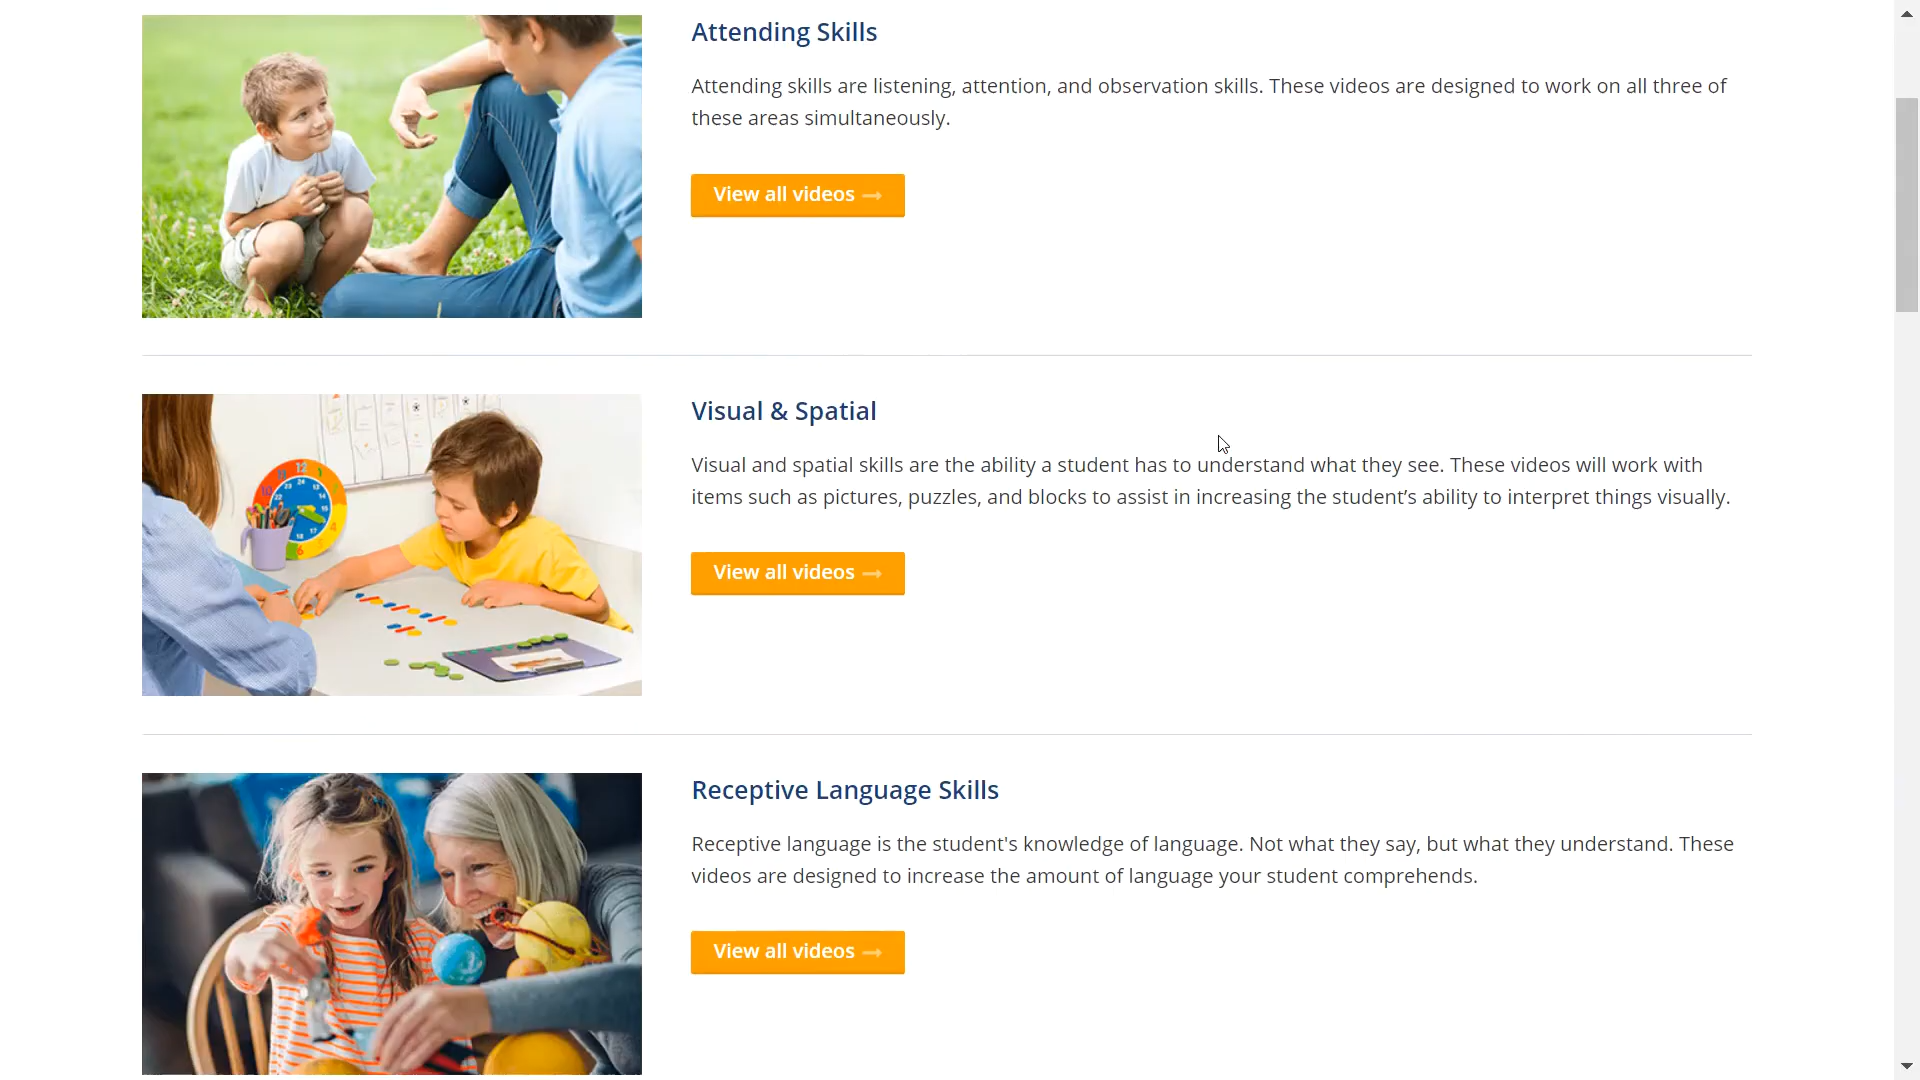 Attending Skills
Attending skills are listening, attention, and observation skills. These videos are designed to work on all three of
these areas simultaneously.
View all videos
Visual & Spatial
Visual and spatial skills are the ability a student has to understand what they see. These videos will work with
items such as pictures, puzzles, and blocks to assist in increasing the student’s ability to interpret things visually.
View all videos
Receptive Language Skills
Receptive language is the student's knowledge of language. Not what they say, but what they understand. These
videos are designed to increase the amount of language your student comprehends.
View all videos